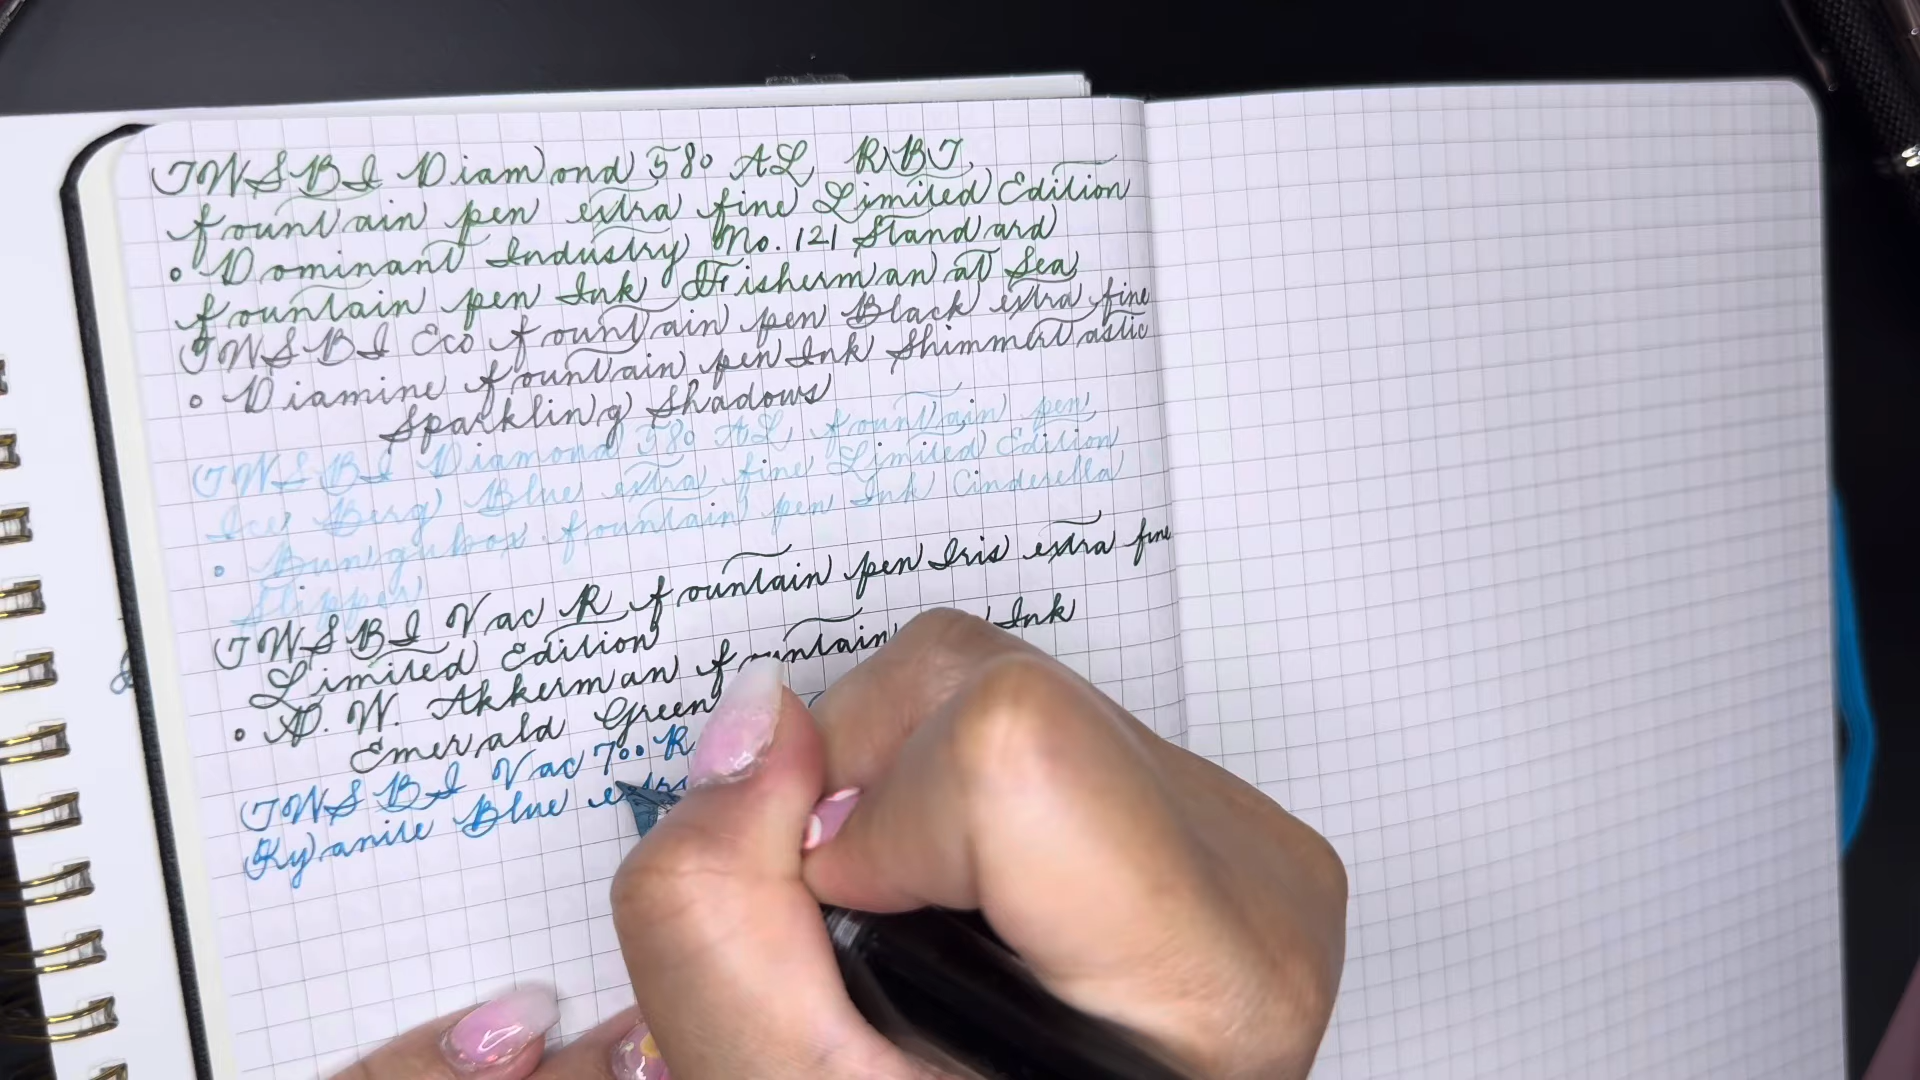 TWSBI Diamond 580 AL RBT
fountain pen extra fine Limited Edition
• Dominant Industry No. 121 Standard
fountain pen Ink Fisherman at Sea
TWSBI Eco fountain pen Black extra fine
• Diamine fountain pen Ink Shimmertastic
Sparkling Shadows
TWSBI Diamond 580 AL fountain pen
Ice Berg Blue extra fine Limited Edition
• Bungubox fountain pen Ink Cinderella
Slipper
TWSBI Vac R fountain pen Iris extra fine
Limited Edition
• P. W. Akkerman fountain Ink
Emerald Green
TWSBI Vac 700 R
Kyanite Blue extra